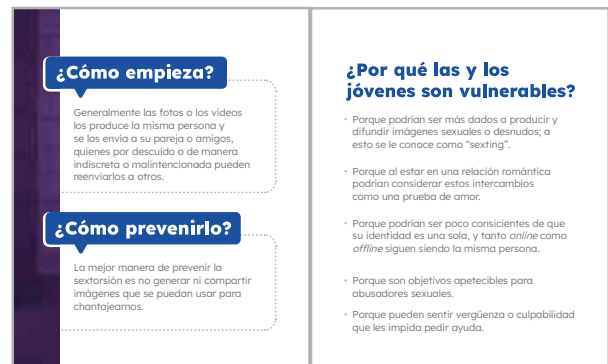 ¿Cómo empieza?
Generalmente las fotos o los videos
los produce la misma persona y
se los envía a su pareja o amigos,
quienes por descuido o de manera
indiscreta o malintencionada pueden
reenviarlos a otros.
¿Cómo prevenirlo?
La mejor manera de prevenir la
sextorsión es no generar ni compartir
imágenes que se puedan usar para
chantajearnos.
¿Por qué las y los
jóvenes son vulnerables?
• Porque podrían ser más dados a producir y
difundir imágenes sexuales o desnudos; a
esto se le conoce como “sexting”.
• Porque al estar en una relación romántica
podrían considerar estos intercambios
como una prueba de amor.
• Porque podrían ser poco consicientes de que
su identidad es una sola, y tanto online como
offline siguen siendo la misma persona.
• Porque son objetivos apetecibles para
abusadores sexuales.
• Porque pueden sentir vergüenza o culpabilidad
que les impida pedir ayuda.